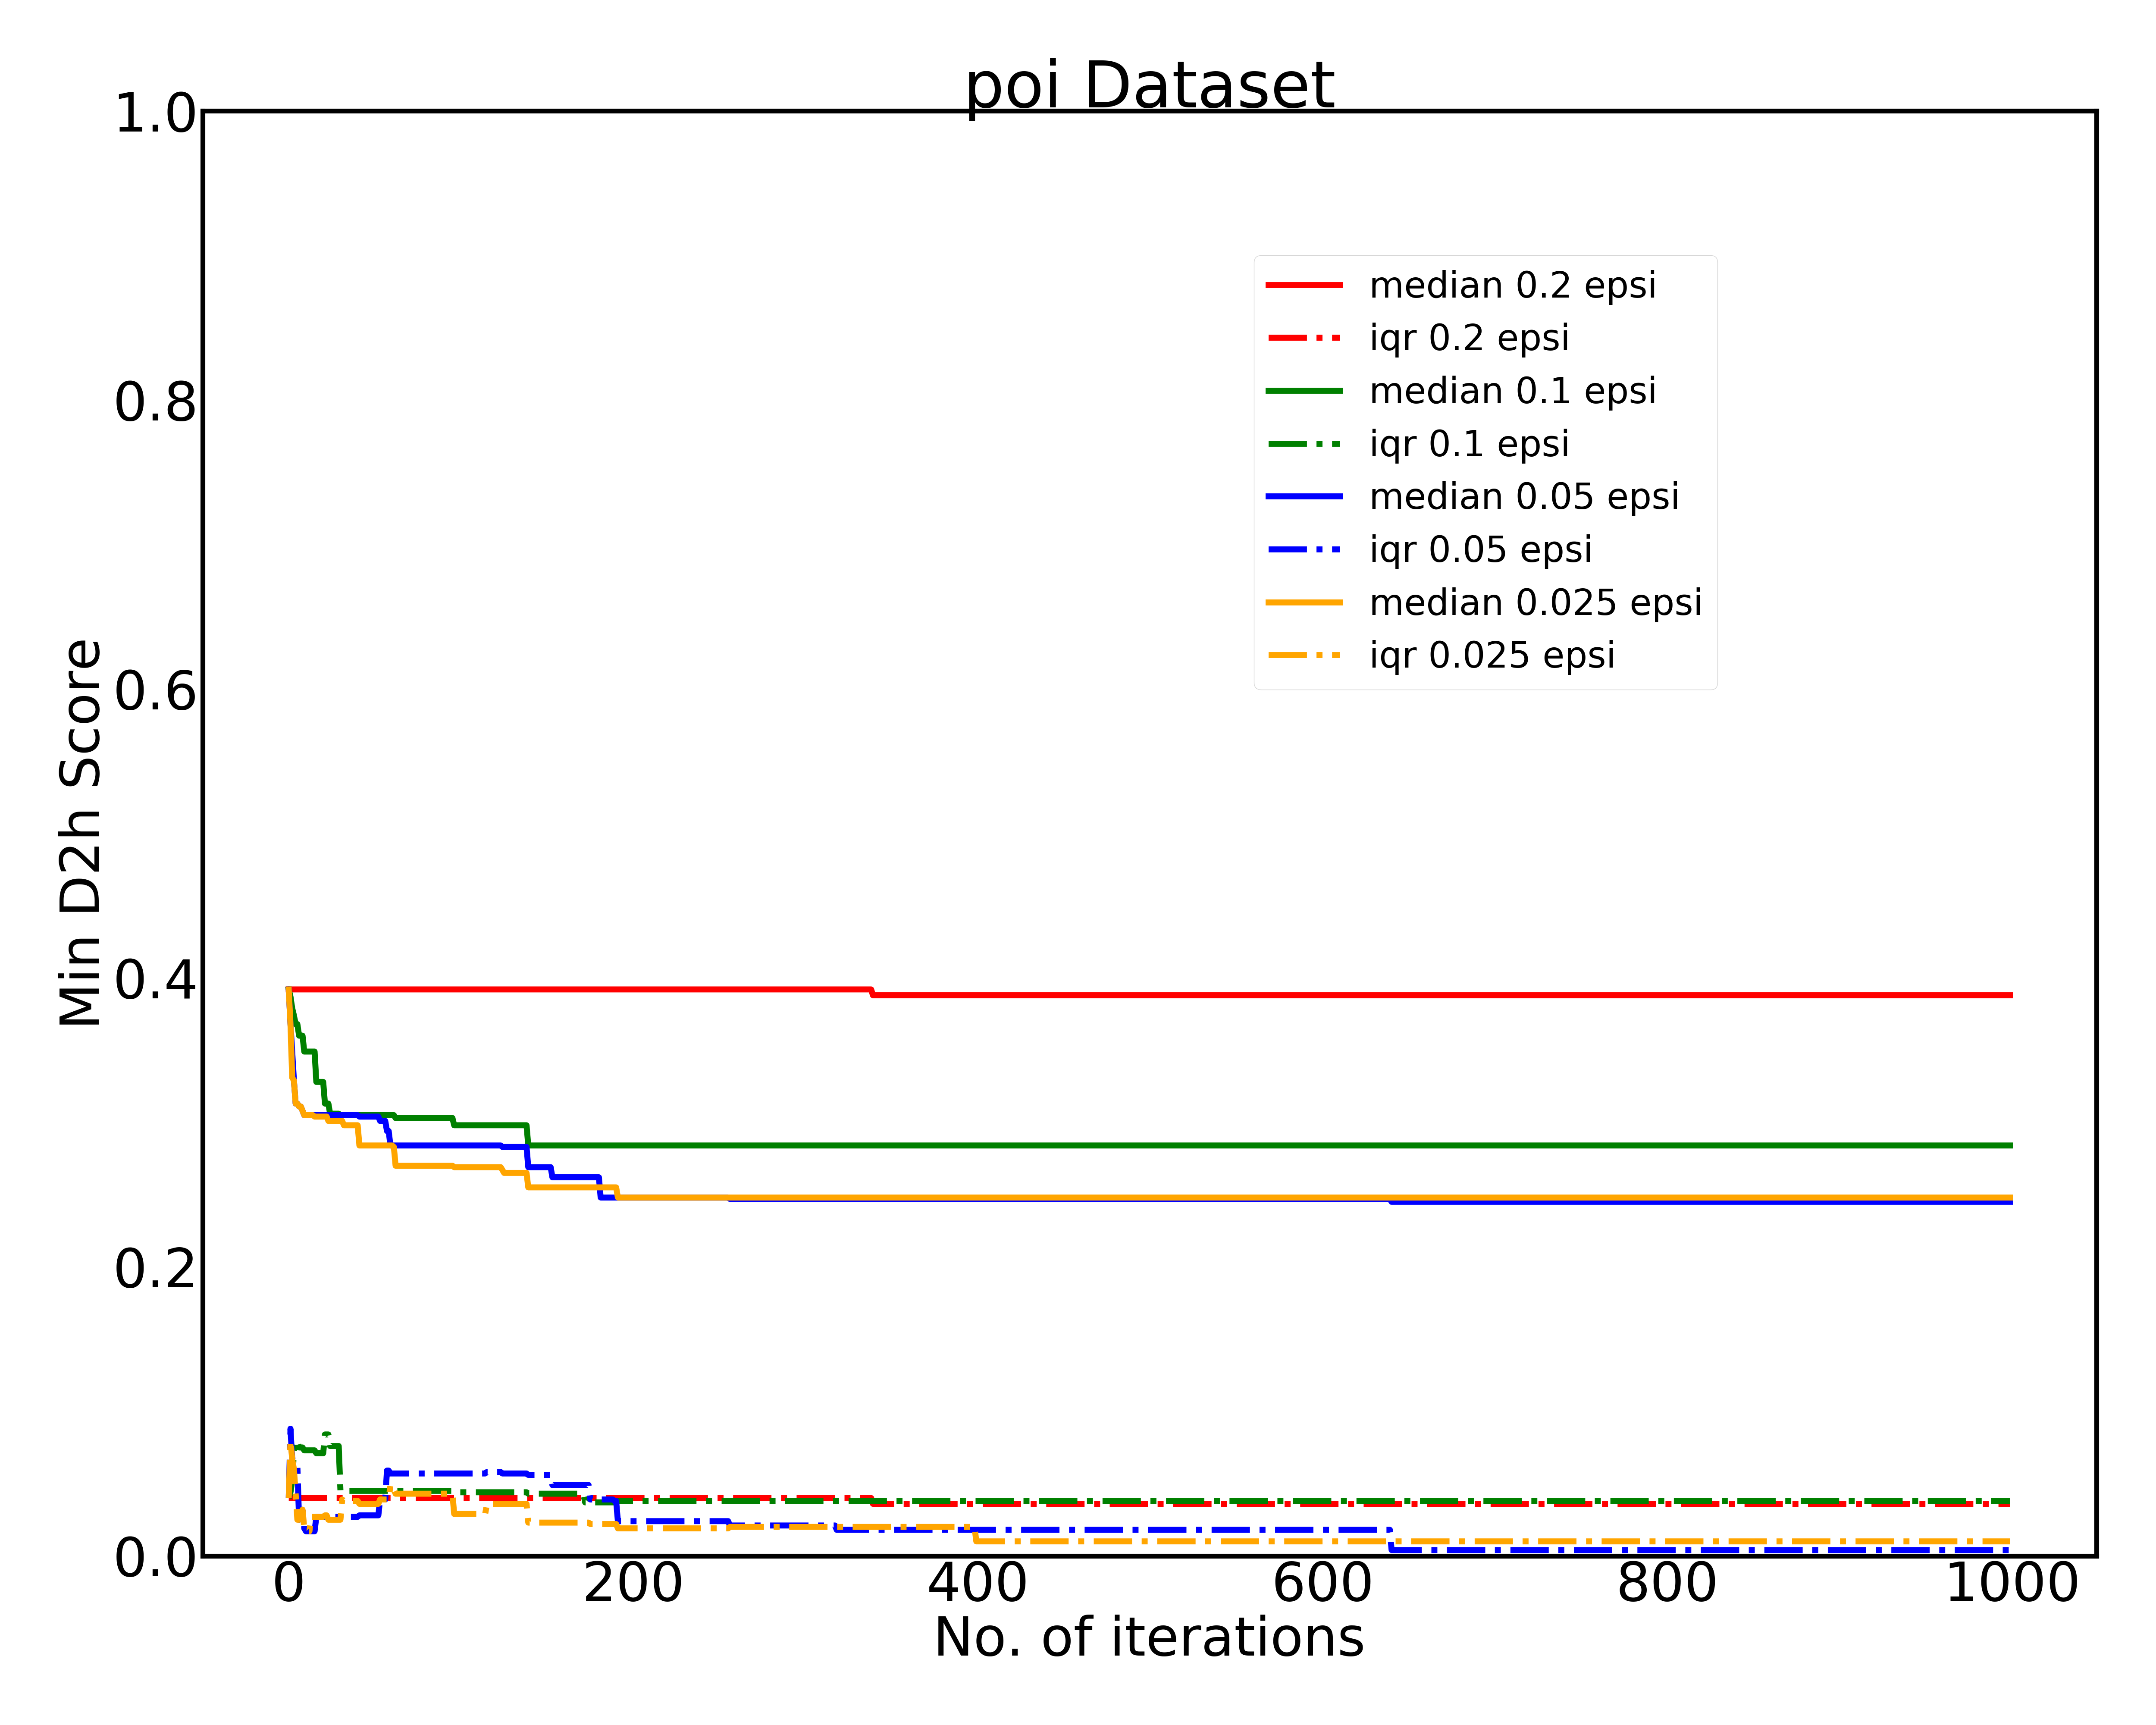 poi Dataset
1.0
0.8
0.6
0.4
0.2
0.0
Min D2h Score
median 0.2 epsi
iqr 0.2 epsi
median 0.1 epsi
iqr 0.1 epsi
median 0.05 epsi
iqr 0.05 epsi
median 0.025 epsi
iqr 0.025 epsi
0 200 400 600 800 1000
No. of iterations